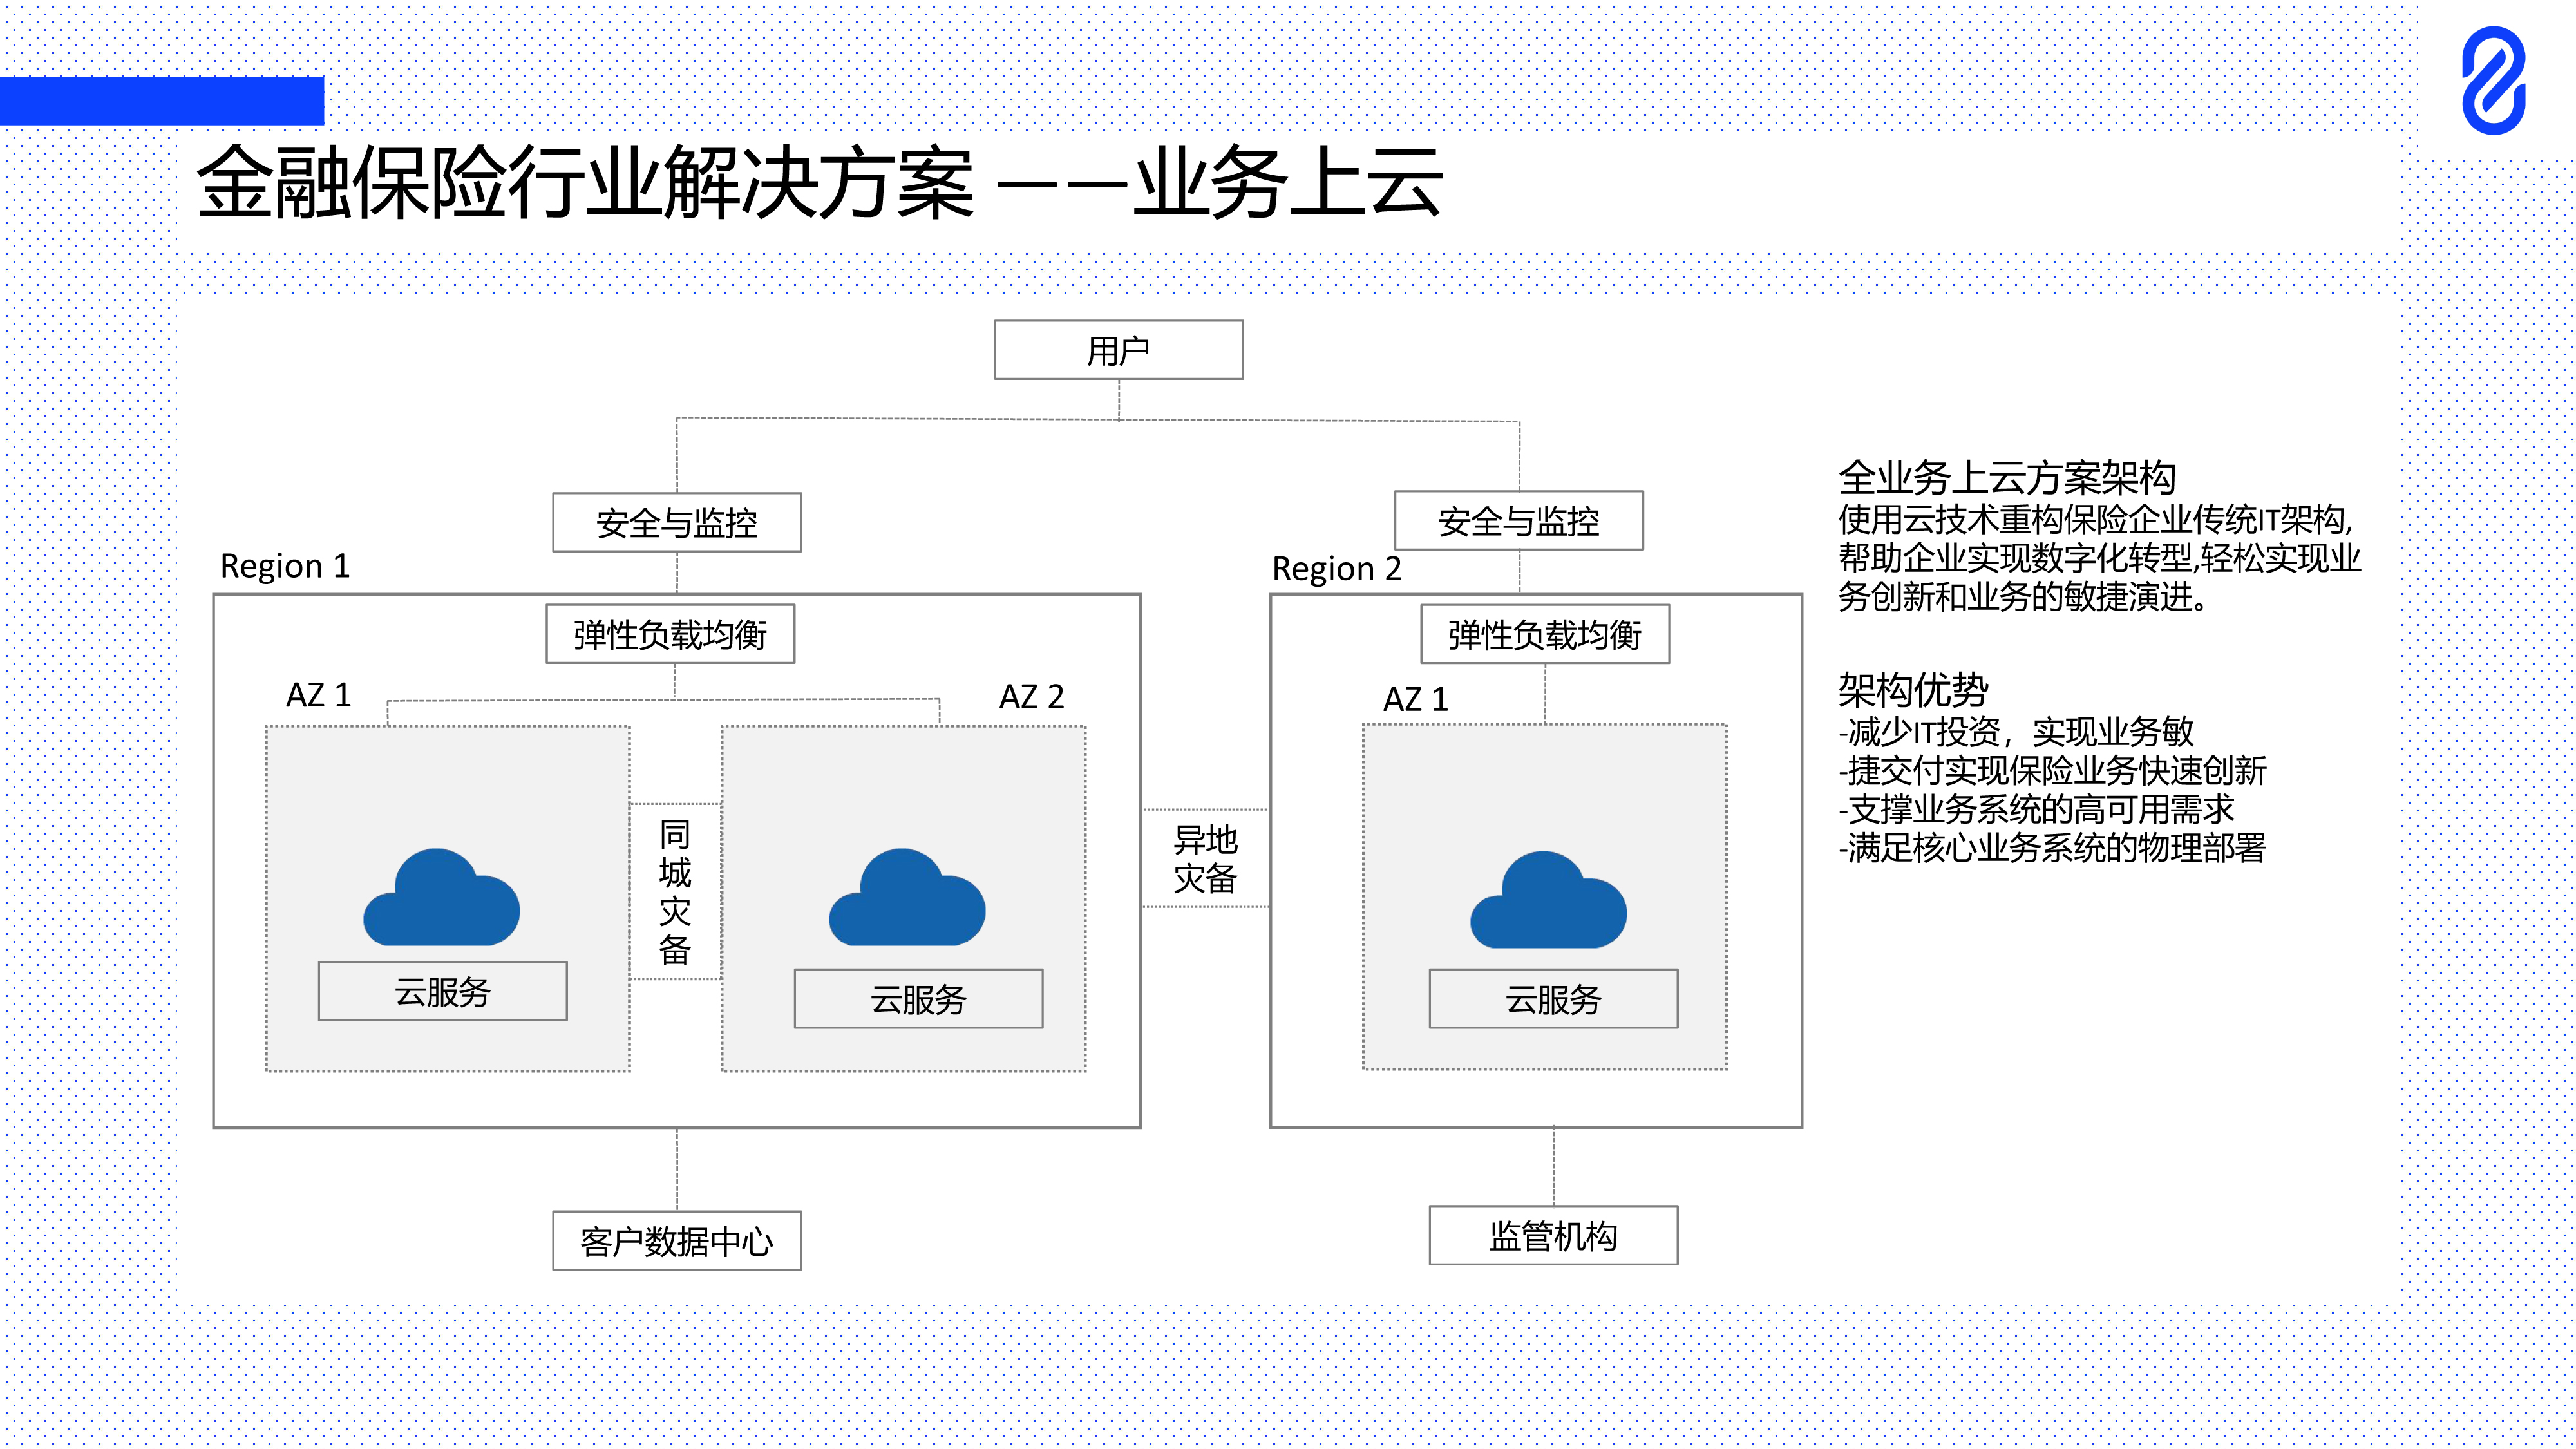 金融保险行业解决方案 ——业务上云
用户
安全与监控
安全与监控
Region 1
Region 2
弹性负载均衡
弹性负载均衡
AZ 1
AZ 2
AZ 1
同
城
灾
备
异地
灾备
云服务
云服务
云服务
客户数据中心
监管机构
全业务上云方案架构
使用云技术重构保险企业传统IT架构,
帮助企业实现数字化转型,轻松实现业
务创新和业务的敏捷演进。
架构优势
-减少IT投资，实现业务敏
-捷交付实现保险业务快速创新
-支撑业务系统的高可用需求
-满足核心业务系统的物理部署